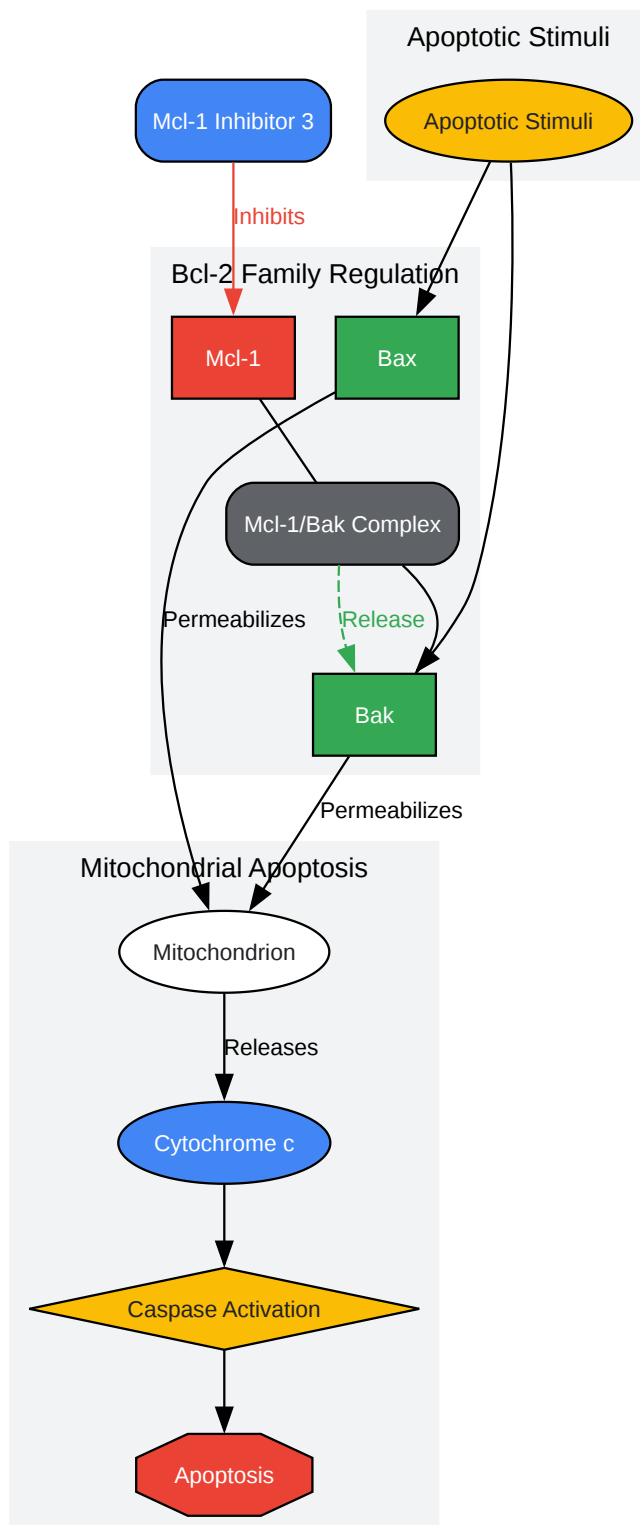 Apoptotic Stimuli
Mcl-1 Inhibitor 3
Apoptotic Stimuli
Inhibits
Bcl-2 Family Regulation
Mcl-1
Bax
Mcl-1/Bak Complex
Permeabilizes
Release
Bak
Permeabilizes
Mitochondrial Apoptosis
Mitochondrion
Releases
Cytochrome c
Caspase Activation
Apoptosis